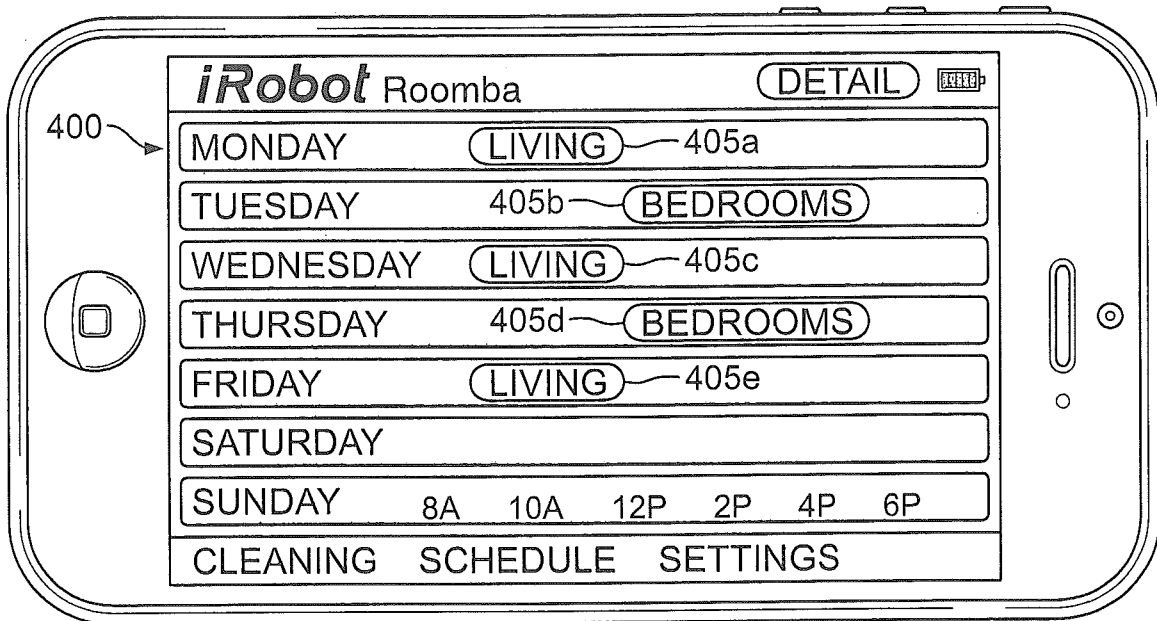 iRobot Roomba DETAIL
400
MONDAY LIVING 405a
TUESDAY 405b BEDROOMS
WEDNESDAY LIVING 405c
THURSDAY 405d BEDROOMS
FRIDAY LIVING 405e
SATURDAY
SUNDAY 8A 10A 12P 2P 4P 6P
CLEANING SCHEDULE SETTINGS